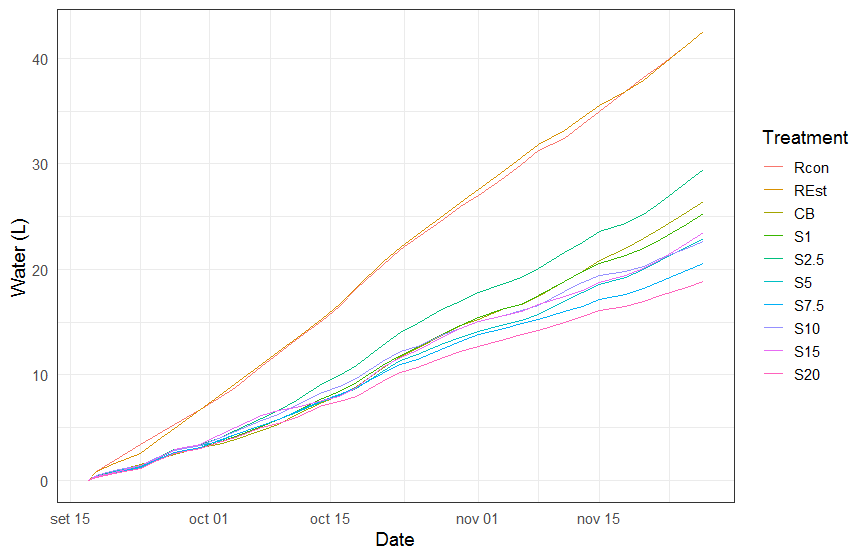 40
30
20
10
0
Water (L)
set 15
oct 01
oct 15
nov 01
nov 15
Date
Treatment
Rcon
REst
CB
S1
S2.5
S5
S7.5
S10
S15
S20